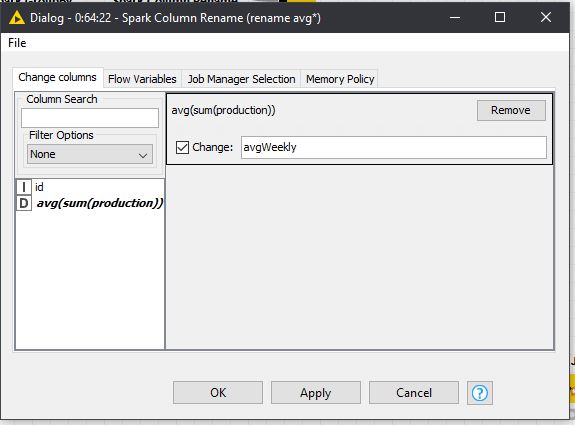 Dialog - 0:64:22 - Spark Column Rename (rename avg*)
File
Change columns Flow Variables Job Manager Selection Memory Policy
Column Search
Filter Options
None
I id
D avg(sum(production))
avg(sum(production)) Remove
Change: avgWeekly
OK Apply Cancel ?